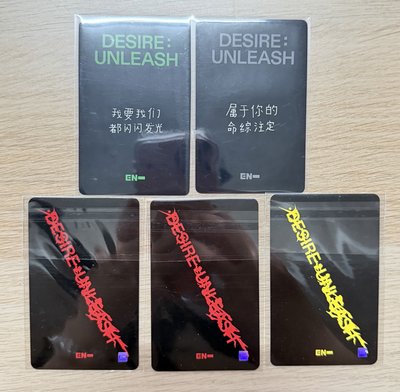 DESIRE:
UNLEASH
我要我们
都闪闪发光
EN-
DESIRE:
UNLEASH
属于你的
命缘注定
EN-
DESIRE:UNLEASH
EN-
DESIRE:UNLEASH
EN-
DESIRE:UNLEASH
EN-